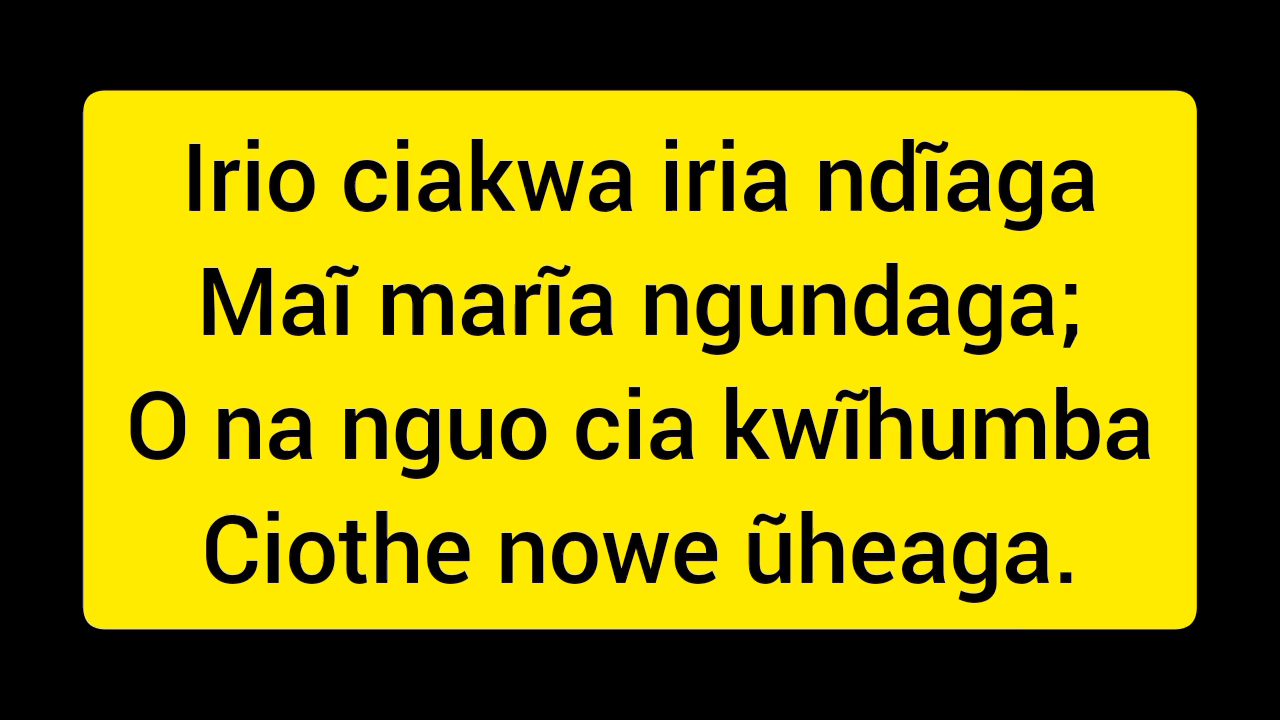 Irio ciakwa iria ndĩaga
Maĩ marĩa ngundaga;
O na nguo cia kwĩhumba
Ciothe nowe ũheaga.